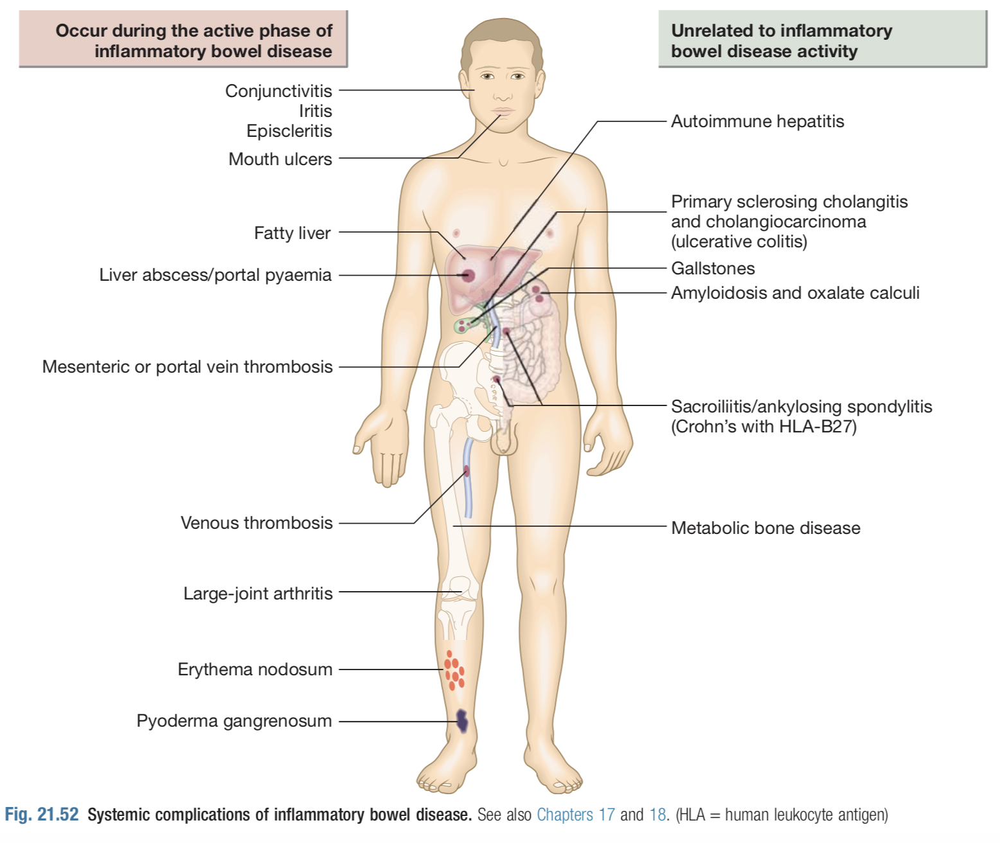 Occur during the active phase of
inflammatory bowel disease
Unrelated to inflammatory
bowel disease activity
Conjunctivitis
Iritis
Episcleritis
Mouth ulcers
Fatty liver
Liver abscess/portal pyaemia
Mesenteric or portal vein thrombosis
Venous thrombosis
Large-joint arthritis
Erythema nodosum
Pyoderma gangrenosum
Autoimmune hepatitis
Primary sclerosing cholangitis
and cholangiocarcinoma
(ulcerative colitis)
Gallstones
Amyloidosis and oxalate calculi
Sacroiliitis/ankylosing spondylitis
(Crohn's with HLA-B27)
Metabolic bone disease
Fig. 21.52 Systemic complications of inflammatory bowel disease. See also Chapters 17 and 18. (HLA = human leukocyte antigen)